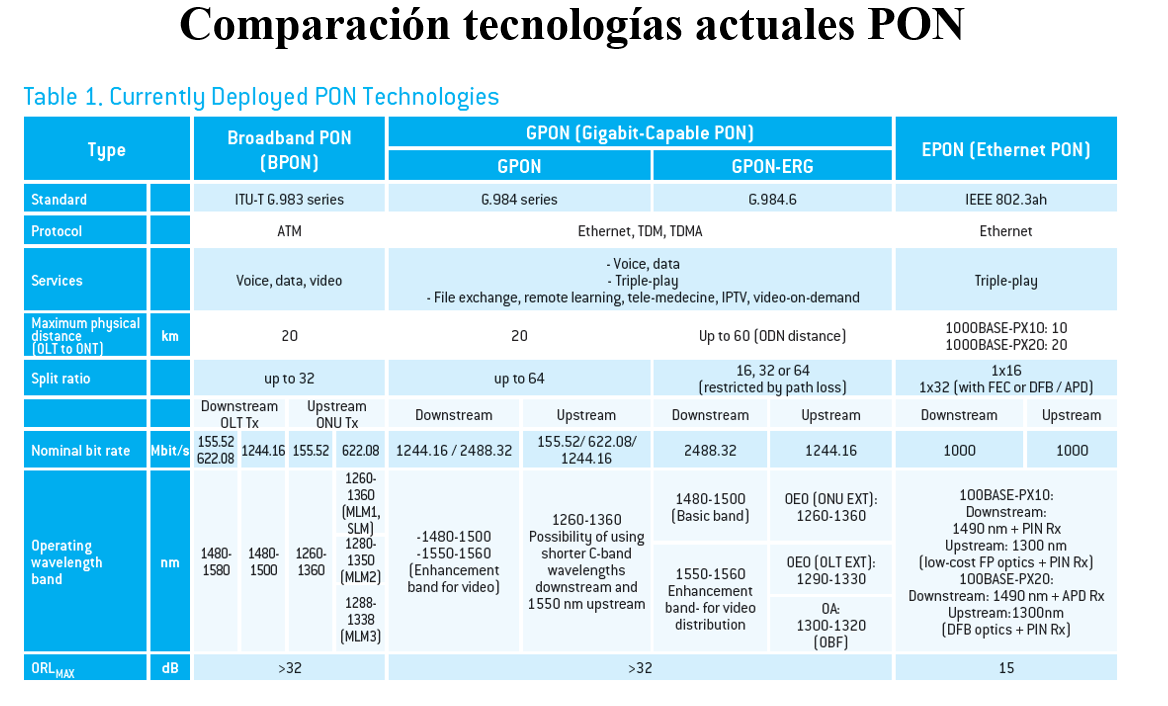 Comparación tecnologías actuales PON
Table 1. Currently Deployed PON Technologies
Type
Broadband PON
(BPON)
GPON (Gigabit-Capable PON)
GPON
GPON-ERG
EPON (Ethernet PON)
Standard
ITU-T G.983 series
G.984 series
G.984.6
IEEE 802.3ah
Protocol
ATM
Ethernet, TDM, TDMA
Ethernet
Services
Voice, data, video
- Voice, data
- Triple-play
- File exchange, remote learning, tele-medecine, IPTV, video-on-demand
Triple-play
Maximum physical
distance
(OLT to ONT)
km
20
20
Up to 60 (ODN distance)
1000BASE-PX10: 10
1000BASE-PX20: 20
Split ratio
up to 32
up to 64
16, 32 or 64
(restricted by path loss)
1x16
1x32 (with FEC or DFB / APD)
Downstream
OLT Tx
Upstream
ONU Tx
Downstream
Upstream
Downstream
Upstream
Downstream
Upstream
Nominal bit rate
Mbit/s
155.52
622.08
1244.16
155.52
622.08
1244.16 / 2488.32
155.52/ 622.08/
1244.16
2488.32
1244.16
1000
1000
Operating
wavelength
band
nm
1480-
1580
1480-
1500
1260-
1360
1260-
1360
(MLM1,
SLM)
1280-
1350
(MLM2)
1288-
1338
(MLM3)
-1480-1500
-1550-1560
(Enhancement
band for video)
1260-1360
Possibility of using
shorter C-band
wavelengths
downstream and
1550 nm upstream
1480-1500
(Basic band)
1550-1560
Enhancement
band- for video
distribution
OEO (ONU EXT):
1260-1360
OEO (OLT EXT):
1290-1330
OA:
1300-1320
(OBF)
100BASE-PX10:
Downstream:
1490 nm + PIN Rx
Upstream: 1300 nm
(low-cost FP optics + PIN Rx)
100BASE-PX20:
Downstream: 1490 nm + APD Rx
Upstream:1300nm
(DFB optics + PIN Rx)
ORLMAX
dB
>32
>32
15